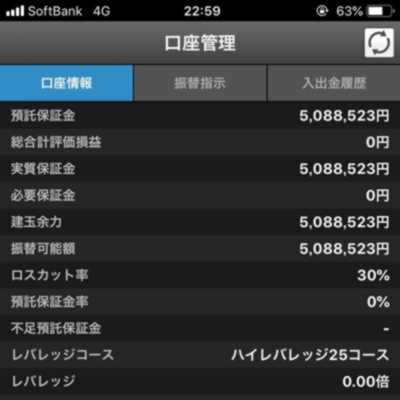 SoftBank 4G 22:59 63%
口座管理
口座情報 振替指示 入出金履歴
預託保証金 5,088,523円
総合計評価損益 0円
実質保証金 5,088,523円
必要保証金 0円
建玉余力 5,088,523円
振替可能額 5,088,523円
ロスカット率 30%
預託保証金率 0%
不足預託保証金 -
レバレッジコース ハイレバレッジ25コース
レバレッジ 0.00倍